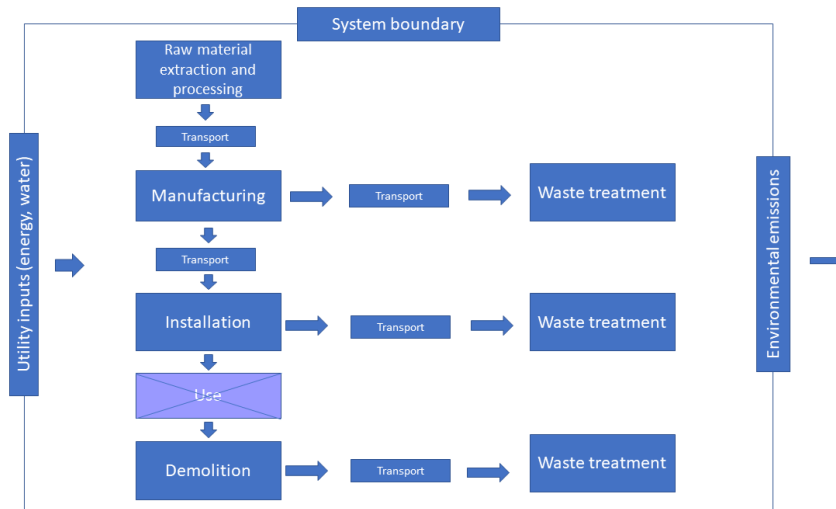 System boundary
Raw material
extraction and
processing
Transport
Utility inputs (energy, water)
Manufacturing
Transport
Waste treatment
Environmental emissions
Transport
Installation
Transport
Waste treatment
Use
Demolition
Transport
Waste treatment